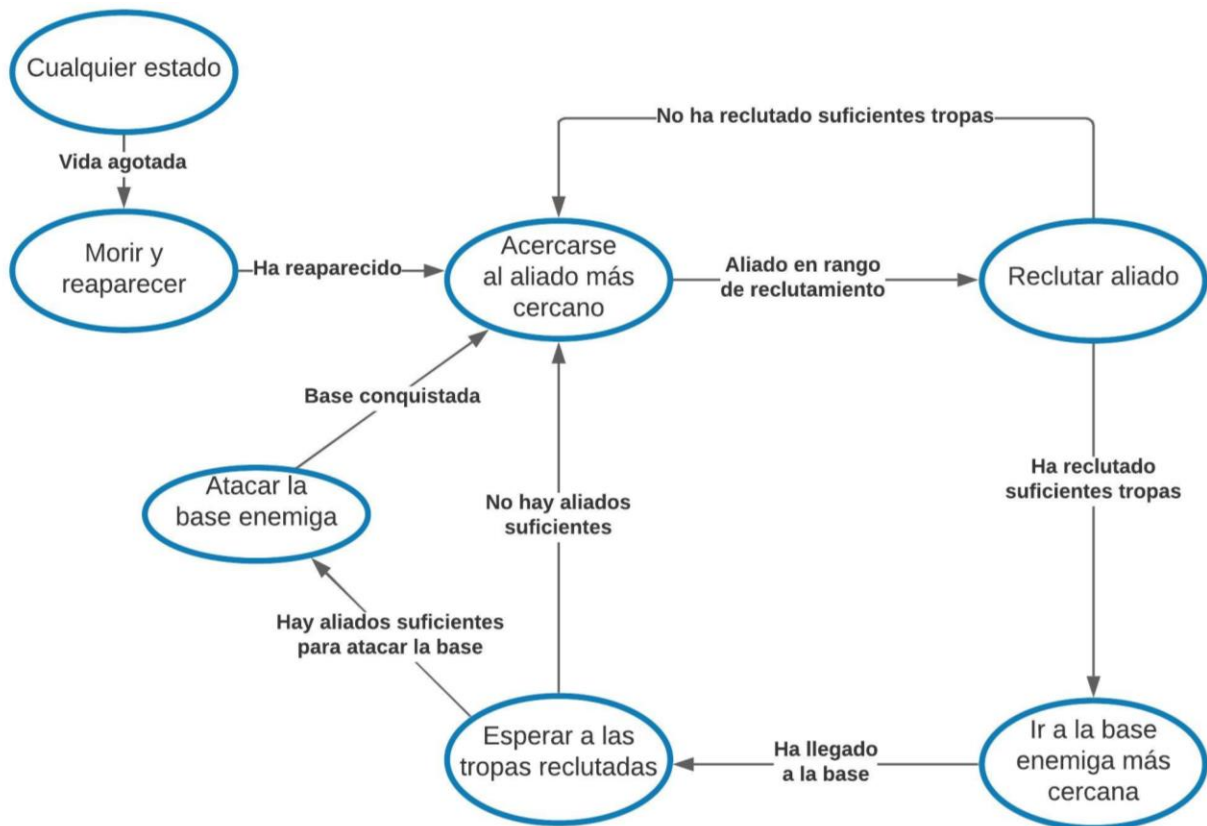 Cualquier estado
Vida agotada
No ha reclutado suficientes tropas
Morir y
reaparecer
Ha reaparecido
Acercarse
al aliado más
cercano
Aliado en rango
de reclutamiento
Reclutar aliado
Base conquistada
Atacar la
base enemiga
No hay aliados
suficientes
Ha reclutado
suficientes tropas
Hay aliados suficientes
para atacar la base
Esperar a las
tropas reclutadas
Ha llegado
a la base
Ir a la base
enemiga más
cercana